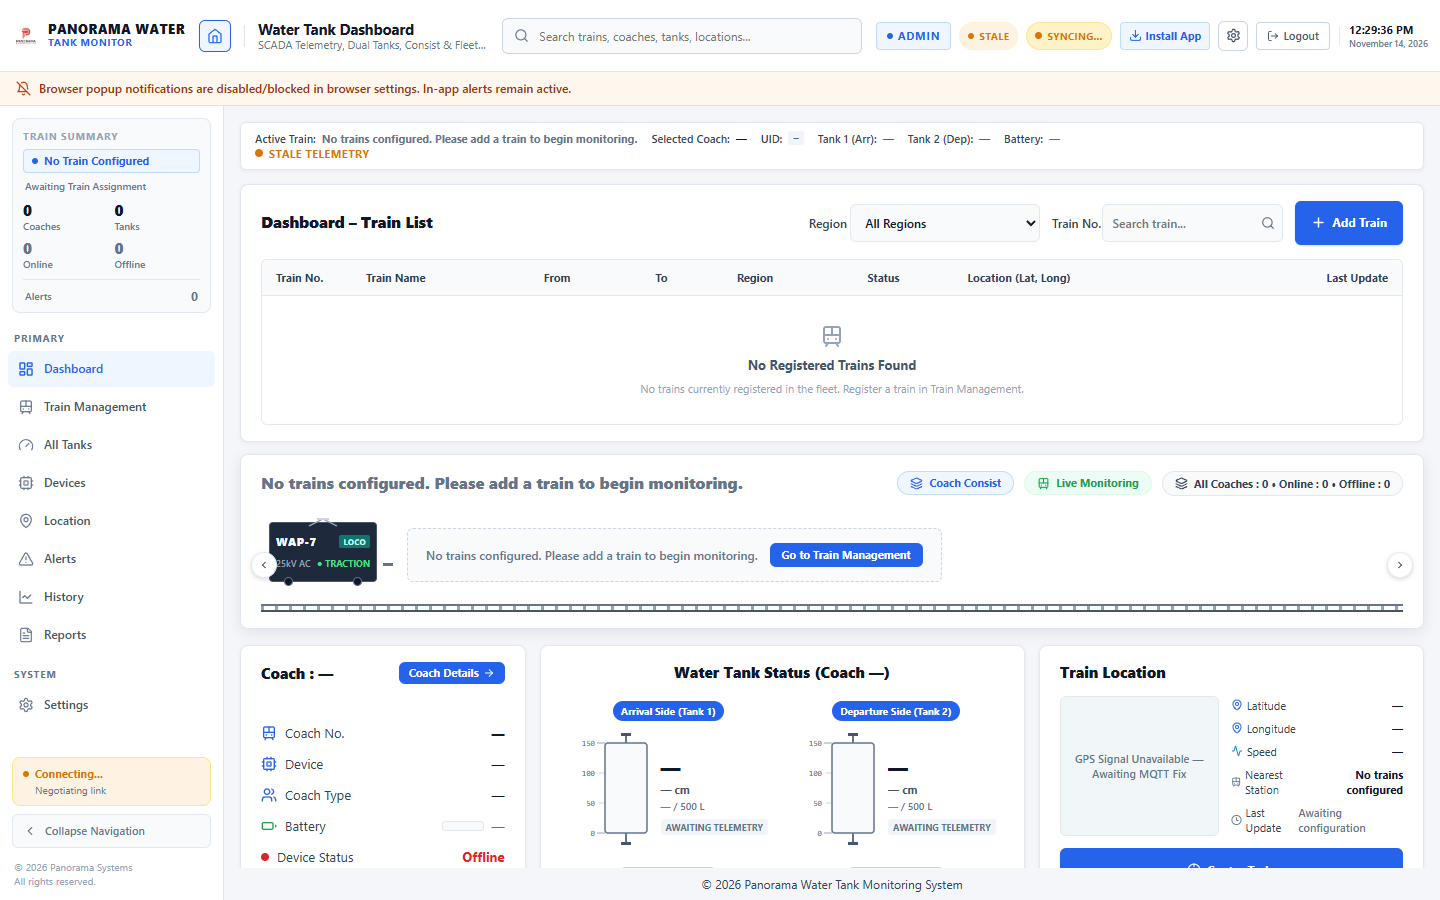 PANORAMA WATER
TANK MONITOR
Water Tank Dashboard
SCADA Telemetry, Dual Tanks, Consist & Fleet...
Search trains, coaches, tanks, locations...
ADMIN
STALE
SYNCING...
Install App
Logout
12:29:36 PM
November 14, 2026
Browser popup notifications are disabled/blocked in browser settings. In-app alerts remain active.
TRAIN SUMMARY
No Train Configured
Awaiting Train Assignment
0 0
Coaches Tanks
0 0
Online Offline
Alerts 0
PRIMARY
Dashboard
Train Management
All Tanks
Devices
Location
Alerts
History
Reports
SYSTEM
Settings
Connecting...
Negotiating link
Collapse Navigation
© 2026 Panorama Systems
All rights reserved.
Active Train: No trains configured. Please add a train to begin monitoring. Selected Coach: — UID: – Tank 1 (Arr): — Tank 2 (Dep): — Battery: —
STALE TELEMETRY
Dashboard – Train List
Region All Regions Train No. Search train... + Add Train
Train No. Train Name From To Region Status Location (Lat, Long) Last Update
No Registered Trains Found
No trains currently registered in the fleet. Register a train in Train Management.
No trains configured. Please add a train to begin monitoring.
Coach Consist
Live Monitoring
All Coaches : 0 • Online : 0 • Offline : 0
WAP-7 LOCO
25kV AC • TRACTION
No trains configured. Please add a train to begin monitoring.
Go to Train Management
Coach : —
Coach Details →
Coach No. —
Device —
Coach Type —
Battery —
Device Status Offline
Water Tank Status (Coach —)
Arrival Side (Tank 1)
150
100
50
0
—
— cm
— / 500 L
AWAITING TELEMETRY
Departure Side (Tank 2)
150
100
50
0
—
— cm
— / 500 L
AWAITING TELEMETRY
Train Location
GPS Signal Unavailable —
Awaiting MQTT Fix
Latitude —
Longitude —
Speed —
Nearest Station No trains configured
Last Update Awaiting configuration
© 2026 Panorama Water Tank Monitoring System